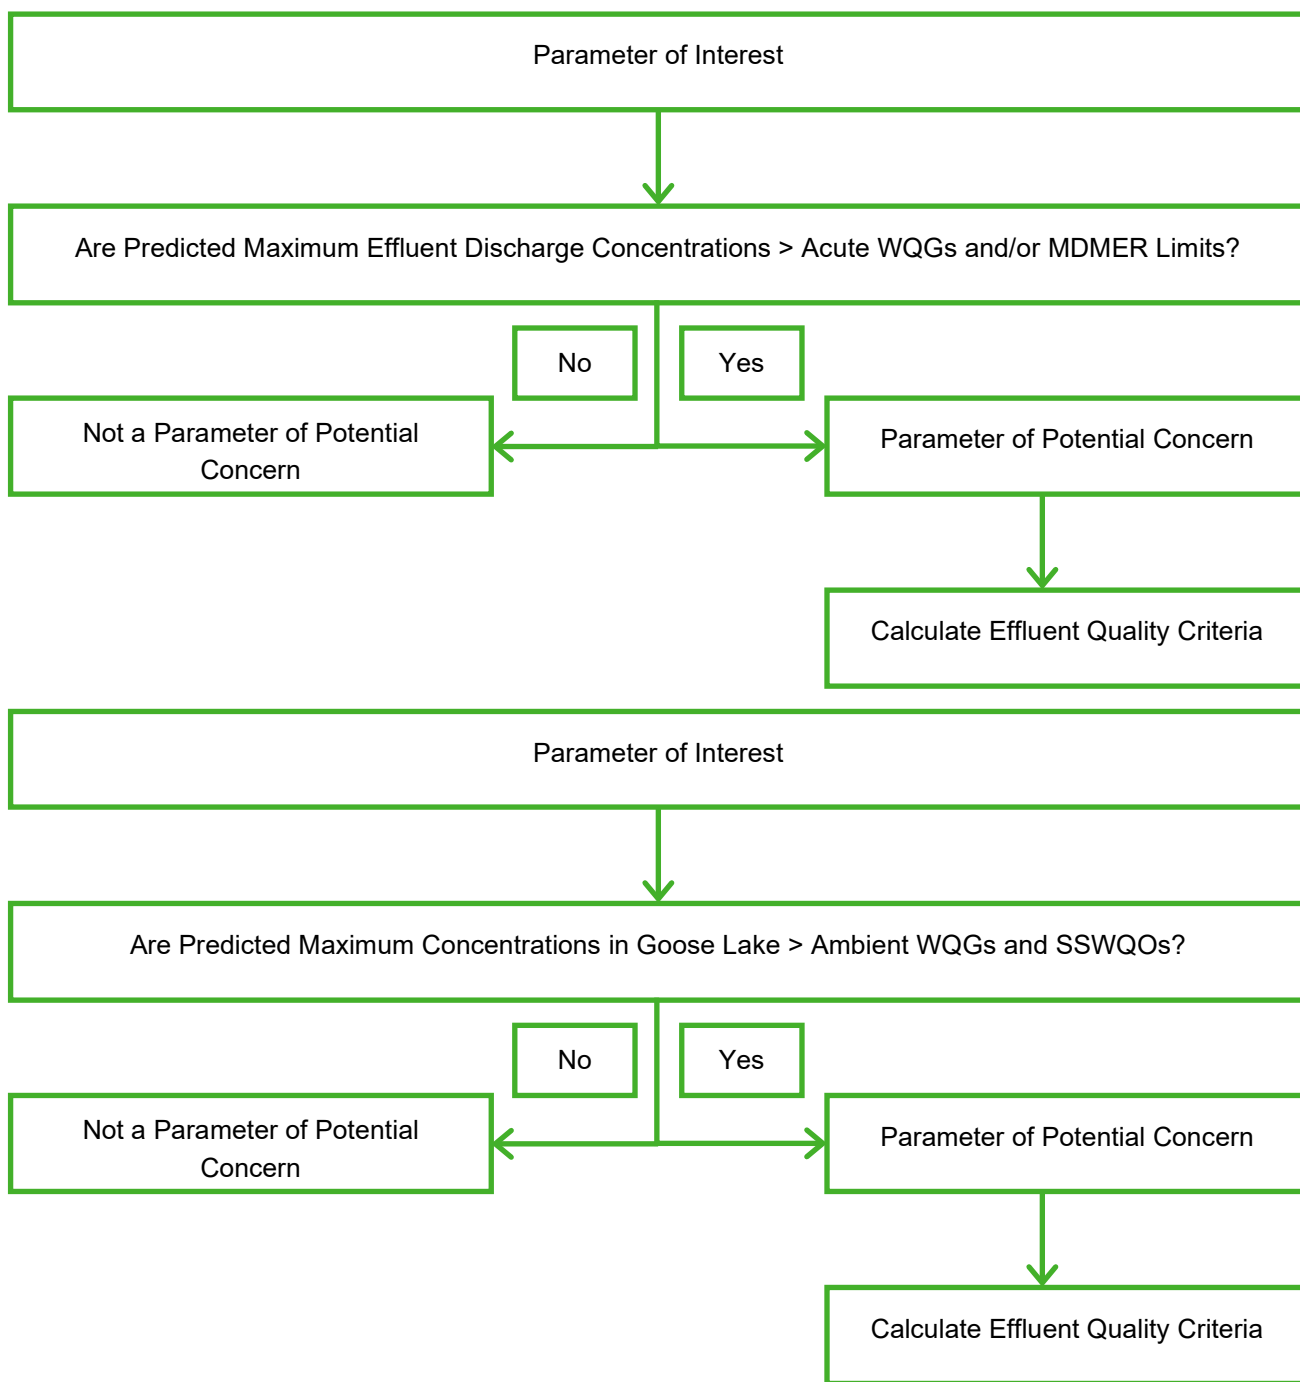 Parameter of Interest
Are Predicted Maximum Effluent Discharge Concentrations > Acute WQGs and/or MDMER Limits?
No
Yes
Not a Parameter of Potential
Concern
Parameter of Potential Concern
Calculate Effluent Quality Criteria
Parameter of Interest
Are Predicted Maximum Concentrations in Goose Lake > Ambient WQGs and SSWQOs?
No
Yes
Not a Parameter of Potential
Concern
Parameter of Potential Concern
Calculate Effluent Quality Criteria